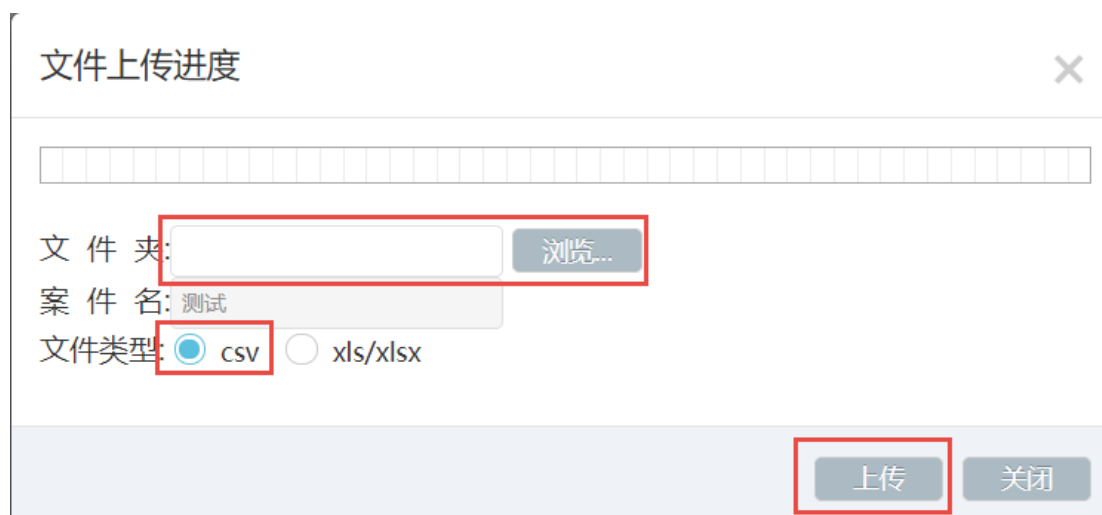 文件上传进度
文 件 夹: 浏览...
案 件 名: 测试
文件类型: csv xls/xlsx
上传 关闭